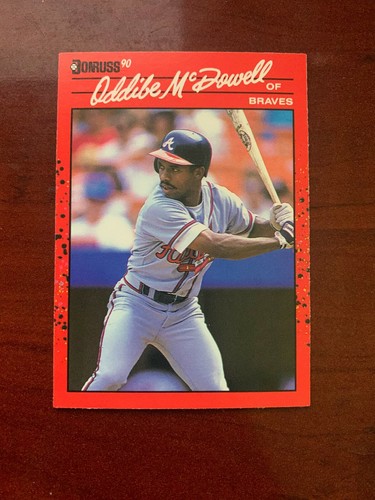 DONRUSS '90
Oddibe McDowell
OF
BRAVES
A